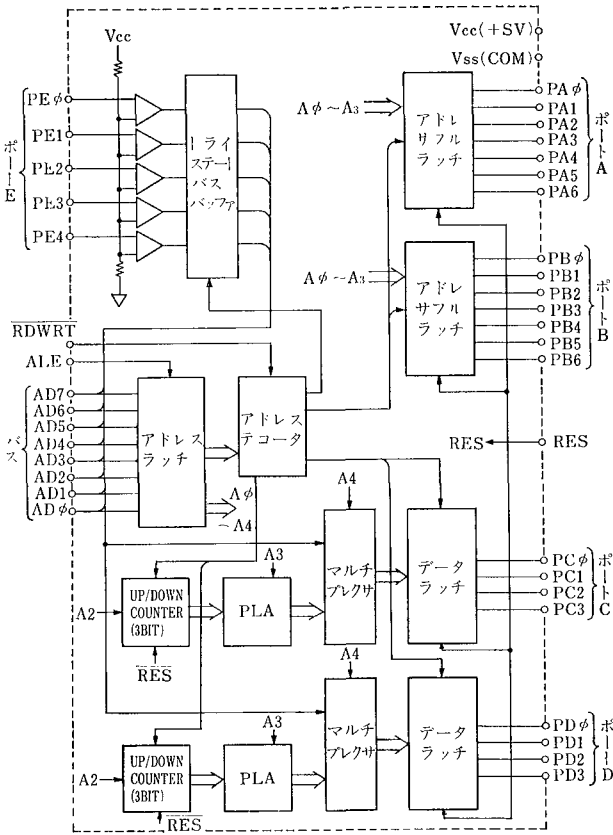 Vcc
Vcc(+SV)
Vss(COM)
ポートE
PEφ
PE1
PE2
PE3
PE4
トライ
ステート
バス
バッファ
Aφ~A3
アドレ
サフル
ラッチ
PAφ
PA1
PA2
PA3
PA4
PA5
PA6
ポートA
Aφ~A3
アドレ
サフル
ラッチ
PBφ
PB1
PB2
PB3
PB4
PB5
PB6
ポートB
RDWRT
ALE
バス
AD7
AD6
AD5
AD4
AD3
AD2
AD1
ADφ
アドレス
ラッチ
アドレス
テコータ
Aφ
~A4
RES
RES
A4
マルチ
プレクサ
データ
ラッチ
PCφ
PC1
PC2
PC3
ポートC
A2
UP/DOWN
COUNTER
(3BIT)
RES
A3
PLA
A4
マルチ
プレクサ
データ
ラッチ
PDφ
PD1
PD2
PD3
ポートD
A2
UP/DOWN
COUNTER
(3BIT)
RES
A3
PLA